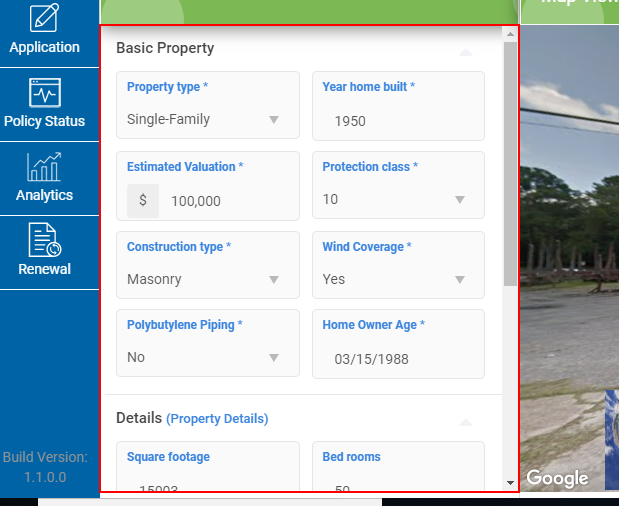 Application
Policy Status
Analytics
Renewal
Build Version:
1.1.0.0
Basic Property
Property type *
Single-Family
Year home built *
1950
Estimated Valuation *
$ 100,000
Protection class *
10
Construction type *
Masonry
Wind Coverage *
Yes
Polybutylene Piping *
No
Home Owner Age *
03/15/1988
Details (Property Details)
Square footage
15003
Bed rooms
50
Google